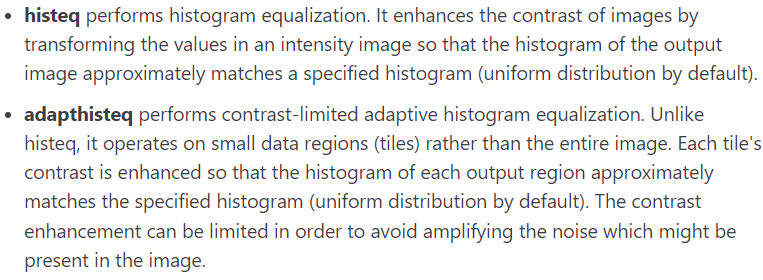 • histeq performs histogram equalization. It enhances the contrast of images by
transforming the values in an intensity image so that the histogram of the output
image approximately matches a specified histogram (uniform distribution by default).
• adapthisteq performs contrast-limited adaptive histogram equalization. Unlike
histeq, it operates on small data regions (tiles) rather than the entire image. Each tile's
contrast is enhanced so that the histogram of each output region approximately
matches the specified histogram (uniform distribution by default). The contrast
enhancement can be limited in order to avoid amplifying the noise which might be
present in the image.